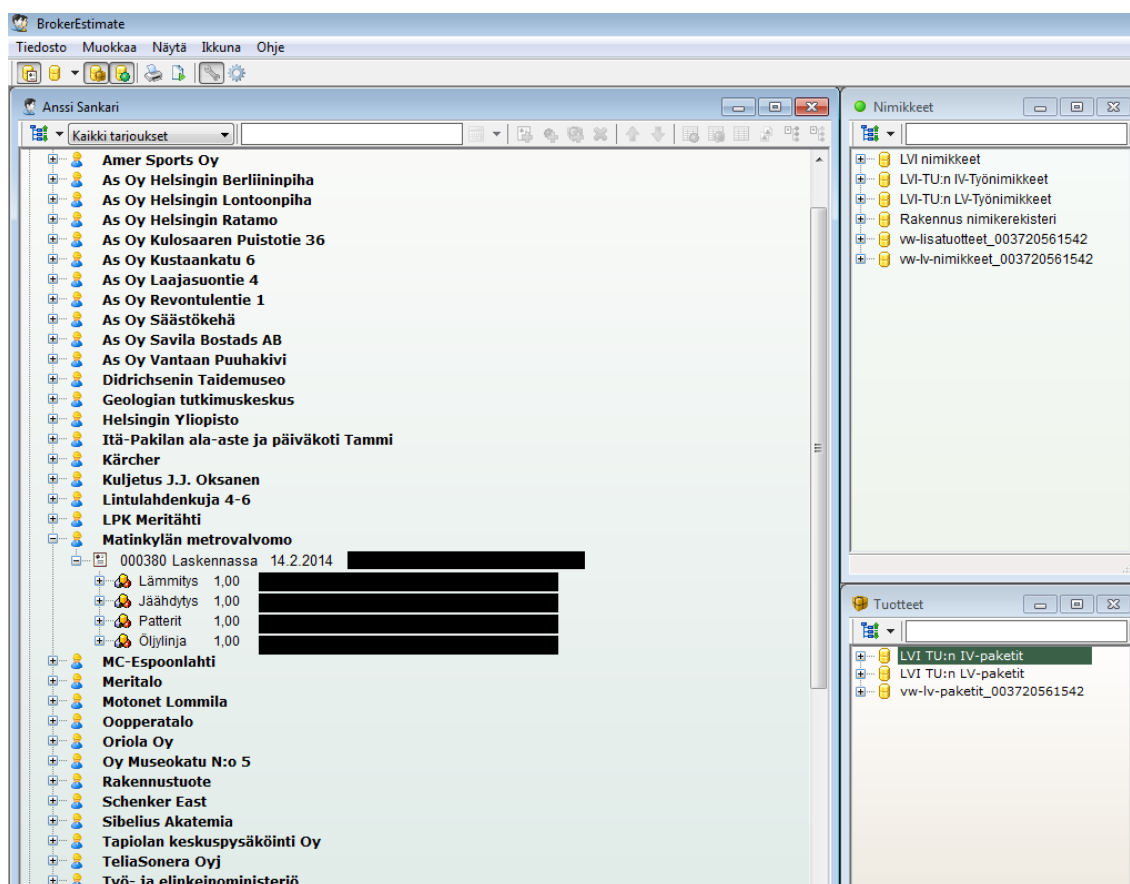 BrokerEstimate
Tiedosto Muokkaa Näytä Ikkuna Ohje
Anssi Sankari
Kaikki tarjoukset
Amer Sports Oy
As Oy Helsingin Berliininpiha
As Oy Helsingin Lontoonpiha
As Oy Helsingin Ratamo
As Oy Kulosaaren Puistotie 36
As Oy Kustaankatu 6
As Oy Laajasuontie 4
As Oy Revontulentie 1
As Oy Säästökehä
As Oy Savila Bostads AB
As Oy Vantaan Puuhakivi
Didrichsenin Taidemuseo
Geologian tutkimuskeskus
Helsingin Yliopisto
Itä-Pakilan ala-aste ja päiväkoti Tammi
Kärcher
Kuljetus J.J. Oksanen
Lintulahdenkuja 4-6
LPK Meritähti
Matinkylän metrovalvomo
000380 Laskennassa 14.2.2014
Lämmitys 1,00
Jäähdytys 1,00
Patterit 1,00
Öljylinja 1,00
MC-Espoonlahti
Meritalo
Motonet Lommila
Oopperatalo
Oriola Oy
Oy Museokatu N:o 5
Rakennustuote
Schenker East
Sibelius Akatemia
Tapiolan keskuspysäköinti Oy
TeliaSonera Oyj
Työ- ja elinkeinoministeriö
Nimikkeet
LVI nimikkeet
LVI-TU:n IV-Työnimikkeet
LVI-TU:n LV-Työnimikkeet
Rakennus nimikerekisteri
vw-lisatuotteet_003720561542
vw-lv-nimikkeet_003720561542
Tuotteet
LVI TU:n IV-paketit
LVI TU:n LV-paketit
vw-lv-paketit_003720561542